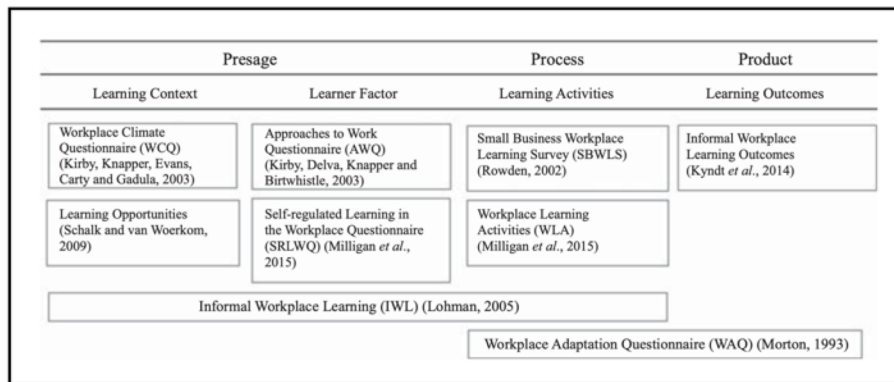 Presage Process Product
Learning Context Learner Factor Learning Activities Learning Outcomes
Workplace Climate
Questionnaire (WCQ)
(Kirby, Knapper, Evans,
Carty and Gadula, 2003)
Approaches to Work
Questionnaire (AWQ)
(Kirby, Delva, Knapper and
Birtwhistle, 2003)
Small Business Workplace
Learning Survey (SBWLS)
(Rowden, 2002)
Informal Workplace
Learning Outcomes
(Kyndt et al., 2014)
Learning Opportunities
(Schalk and van Woerkom,
2009)
Self-regulated Learning in
the Workplace Questionnaire
(SRLWQ) (Milligan et al.,
2015)
Workplace Learning
Activities (WLA)
(Milligan et al. 2015)
Informal Workplace Learning (IWL) (Lohman, 2005)
Workplace Adaptation Questionnaire (WAQ) (Morton, 1993)